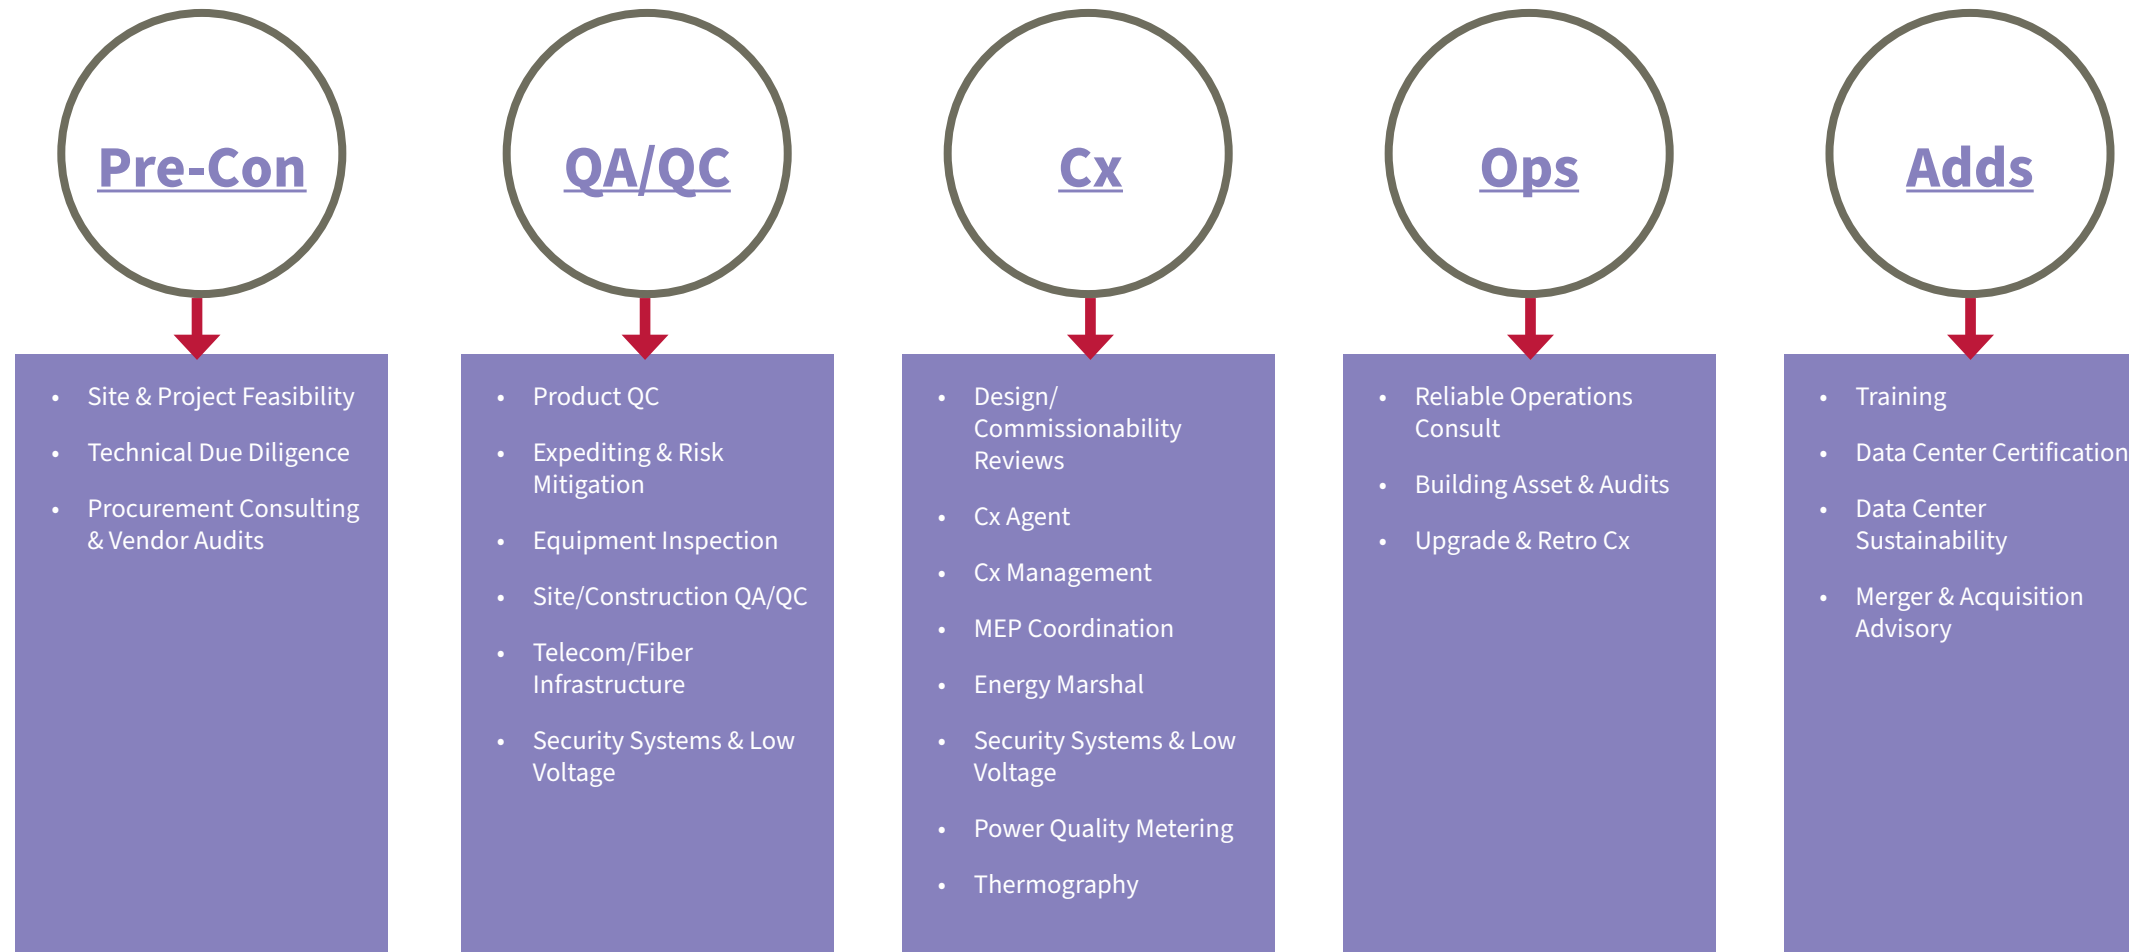 Pre-Con
• Site & Project Feasibility
• Technical Due Diligence
• Procurement Consulting
& Vendor Audits
QA/QC
• Product QC
• Expediting & Risk
Mitigation
• Equipment Inspection
• Site/Construction QA/QC
• Telecom/Fiber
Infrastructure
• Security Systems & Low
Voltage
Cx
• Design/
Commissionability
Reviews
• Cx Agent
• Cx Management
• MEP Coordination
• Energy Marshal
• Security Systems & Low
Voltage
• Power Quality Metering
• Thermography
Ops
• Reliable Operations
Consult
• Building Asset & Audits
• Upgrade & Retro Cx
Adds
• Training
• Data Center Certification
• Data Center
Sustainability
• Merger & Acquisition
Advisory